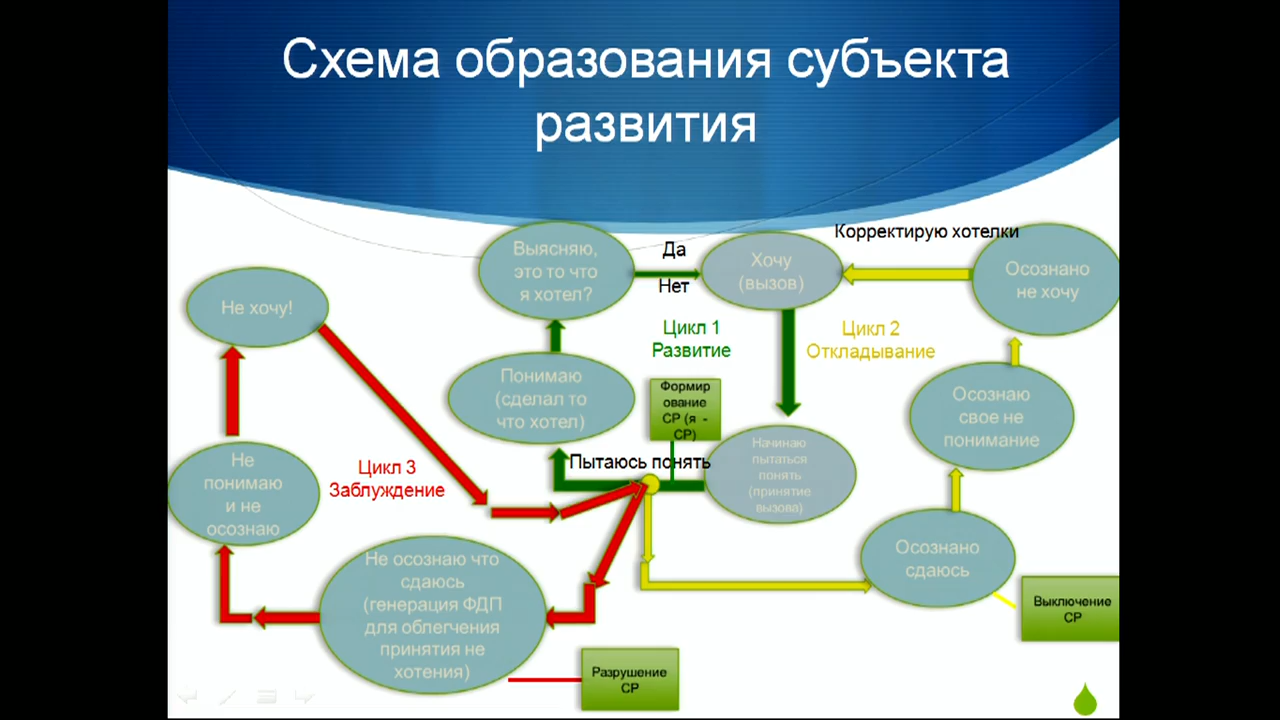 Схема образования субъекта
развития
Выясняю,
это то что
я хотел?
Да
Нет
Хочу
(вызов)
Корректирую хотелки
Осознано
не хочу
Не хочу!
Цикл 1
Развитие
Цикл 2
Откладывание
Понимаю
(сделал то
что хотел)
Формир
ование
СР (я -
СР)
Осознаю
свое не
понимание
Не
понимаю
и не
осознаю
Цикл 3
Заблуждение
Пытаюсь понять
Начинаю
пытаться
понять
(принятие
вызова)
Не осознаю что
сдаюсь
(генерация ФДП
для облегчения
принятия не
хотения)
Осознано
сдаюсь
Выключение
СР
Разрушение
СР